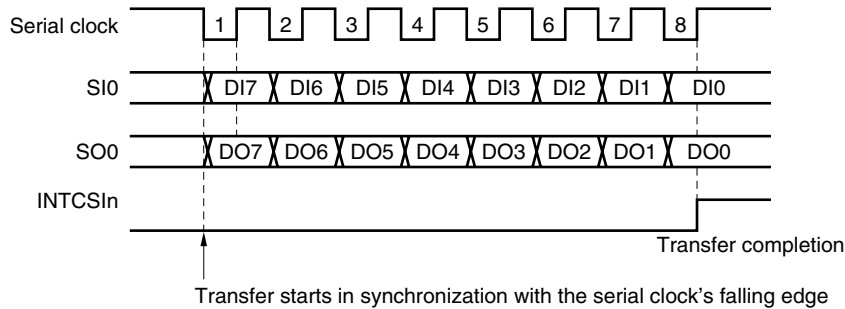 Serial clock 1 2 3 4 5 6 7 8
SI0 DI7 DI6 DI5 DI4 DI3 DI2 DI1 DI0
SO0 DO7 DO6 DO5 DO4 DO3 DO2 DO1 DO0
INTCSIn
Transfer completion
Transfer starts in synchronization with the serial clock's falling edge